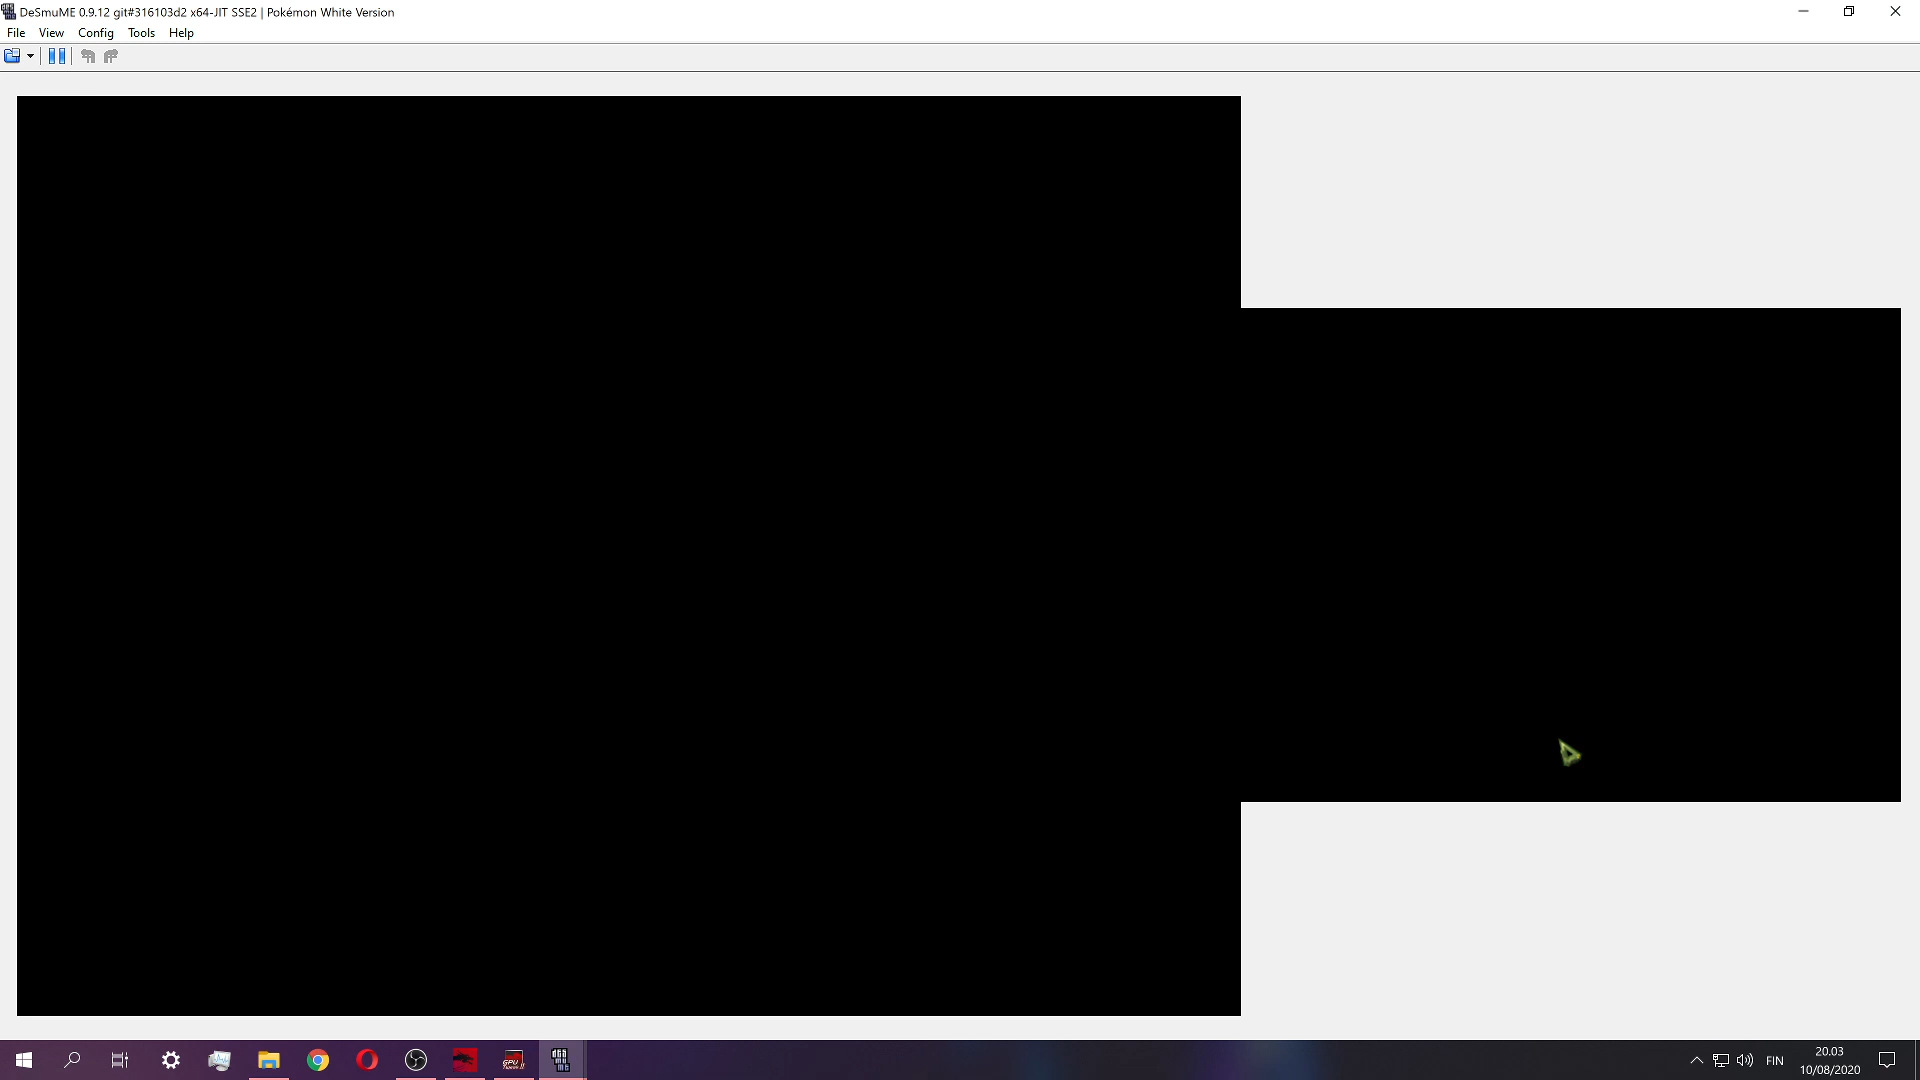 DeSmuME 0.9.12 git#316103d2 x64-JIT SSE2 | Pokémon White Version
File View Config Tools Help
GPU
FIN
20.03
10/08/2020